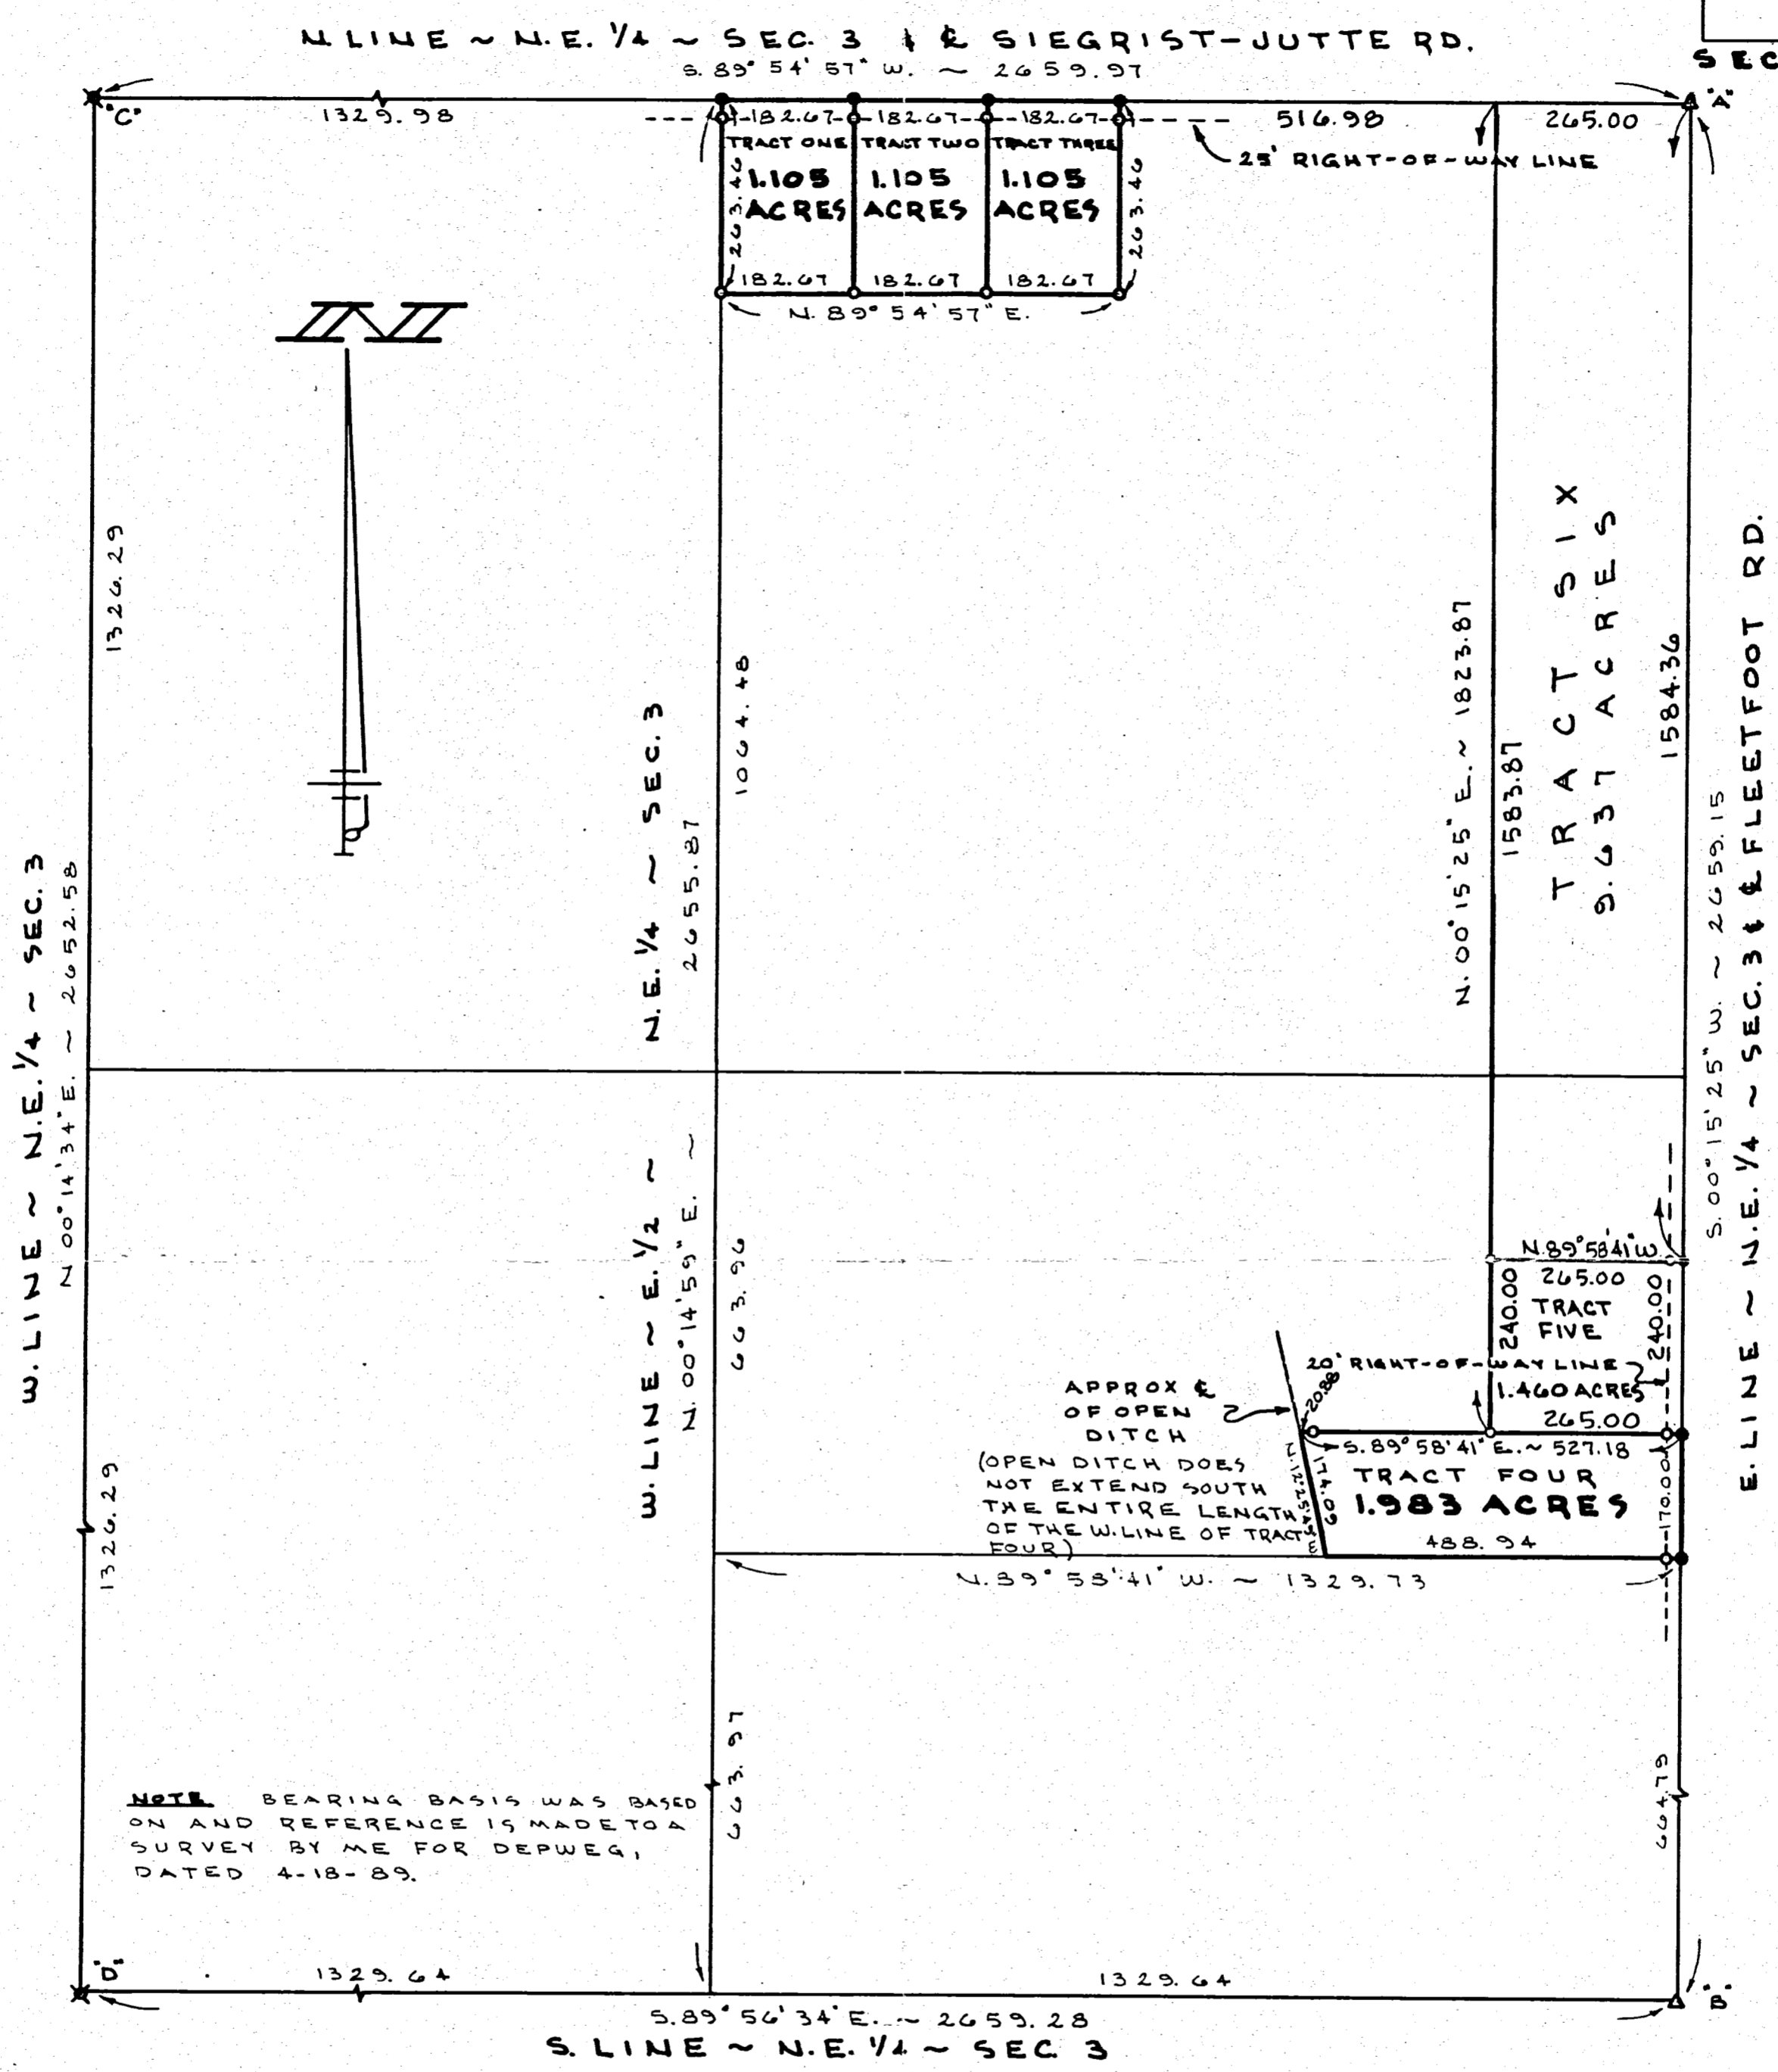 N. LINE ~ N.E. 1/4 ~ SEC. 3 & ℄ SIEGRIST-JUTTE RD.
S. 89° 54' 57" W. ~ 2659.97
SEC
"C"
1329.98
182.67
182.67
182.67
516.98
265.00
"A"
25' RIGHT-OF-WAY LINE
TRACT ONE
TRACT TWO
TRACT THREE
1.105
ACRES
1.105
ACRES
1.105
ACRES
263.46
263.46
182.67
182.67
182.67
N. 89° 54' 57" E.
N
1326.29
W. LINE ~ N.E. 1/4 ~ SEC. 3
N 00° 14' 34" E. ~ 2652.58
1326.29
W. LINE ~ E. 1/2 ~ N.E. 1/4 ~ SEC. 3
N. 00° 14' 59" E. ~ 2655.87
1064.48
663.96
663.97
N. 00° 15' 25" E. ~ 1823.87
1583.87
TRACT SIX
9.637 ACRES
1584.36
S. 00° 15' 25" W. ~ 2659.15
E. LINE ~ N.E. 1/4 ~ SEC. 3 & ℄ FLEETFOOT RD.
N. 89° 58' 41" W.
265.00
240.00
TRACT
FIVE
240.00
20' RIGHT-OF-WAY LINE
1.460 ACRES
265.00
APPROX ℄
OF OPEN
DITCH
(OPEN DITCH DOES
NOT EXTEND SOUTH
THE ENTIRE LENGTH
OF THE W. LINE OF TRACT
FOUR)
20.88
S. 89° 58' 41" E. ~ 527.18
174.09
TRACT FOUR
1.983 ACRES
170.00
488.94
N. 89° 58' 41" W. ~ 1329.73
664.79
NOTE BEARING BASIS WAS BASED
ON AND REFERENCE IS MADE TO A
SURVEY BY ME FOR DEPWEG,
DATED 4-18-89.
"D"
1329.64
1329.64
"B"
S. 89° 56' 34" E. ~ 2659.28
S. LINE ~ N.E. 1/4 ~ SEC. 3